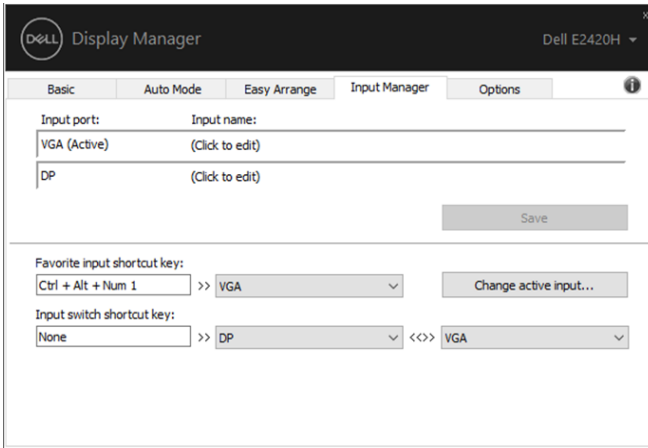 DELL Display Manager Dell E2420H
x
Basic Auto Mode Easy Arrange Input Manager Options i
Input port: Input name:
VGA (Active) (Click to edit)
DP (Click to edit)
Save
Favorite input shortcut key:
Ctrl + Alt + Num 1 >> VGA Change active input...
Input switch shortcut key:
None >> DP <<>> VGA